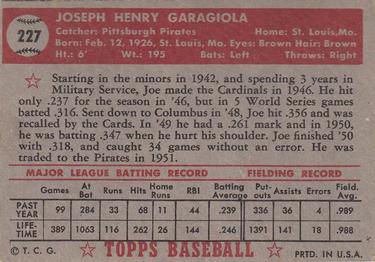 227
JOSEPH HENRY GARAGIOLA
Catcher: Pittsburgh Pirates Home: St. Louis, Mo.
Born: Feb. 12, 1926, St. Louis, Mo. Eyes: Brown Hair: Brown
Ht.: 6' Wt.: 195 Bats: Left Throws: Right
Starting in the minors in 1942, and spending 3 years in
Military Service, Joe made the Cardinals in 1946. He hit
only .237 for the season in '46, but in 5 World Series games
batted .316. Sent down to Columbus in '48, Joe hit .356 and was
recalled by the Cards. In '49 he had a .261 mark and in 1950,
he was batting .347 when he hurt his shoulder. Joe finished '50
with .318, and caught 34 games without an error. He
was traded to the Pirates in 1951.
MAJOR LEAGUE BATTING RECORD FIELDING RECORD
Games At Bat Runs Hits Home Runs RBI Batting Average Put-outs Assists Errors Field. Avg.
PAST YEAR 99 284 33 68 11 44 .239 336 36 4 .989
LIFE-TIME 389 1063 116 262 26 144 .246 1391 141 18 .988
© T. C. G. TOPPS BASEBALL PRTD. IN U.S.A.